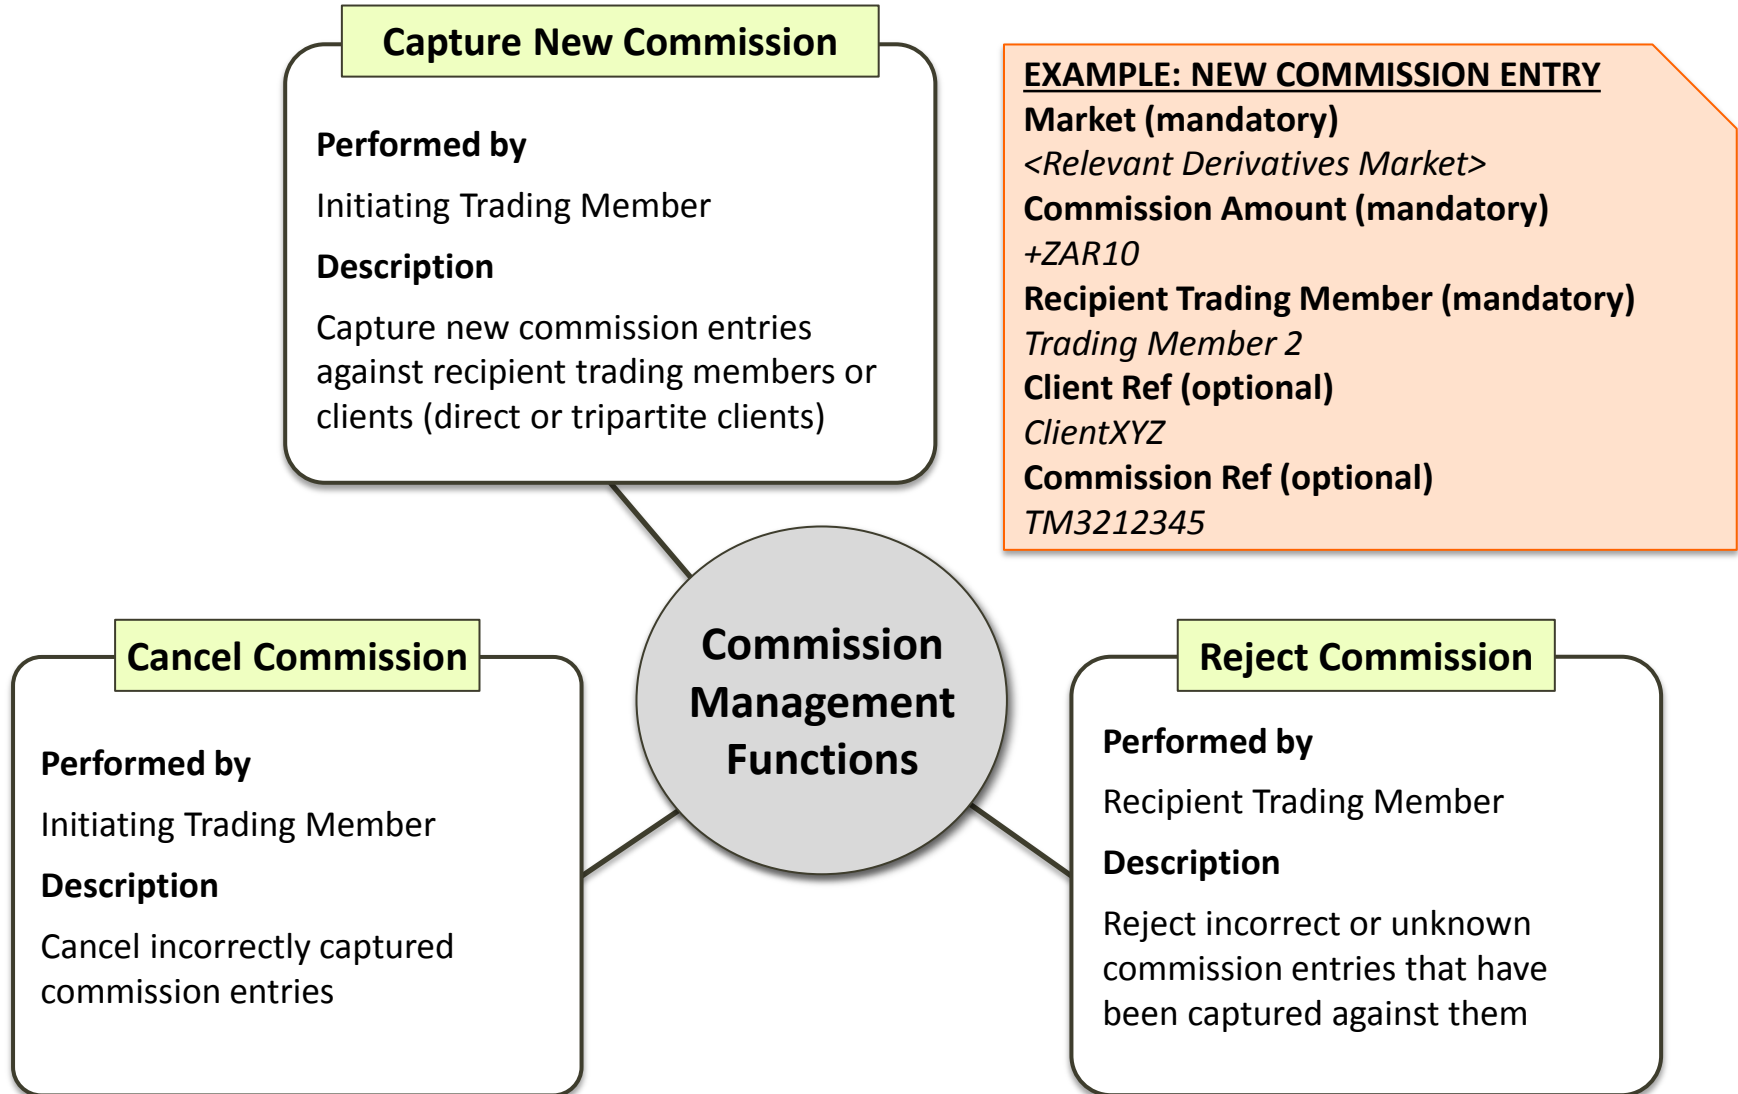 Capture New Commission
Performed by
Initiating Trading Member
Description
Capture new commission entries
against recipient trading members or
clients (direct or tripartite clients)
EXAMPLE: NEW COMMISSION ENTRY
Market (mandatory)
<Relevant Derivatives Market>
Commission Amount (mandatory)
+ZAR10
Recipient Trading Member (mandatory)
Trading Member 2
Client Ref (optional)
ClientXYZ
Commission Ref (optional)
TM3212345
Commission
Management
Functions
Cancel Commission
Performed by
Initiating Trading Member
Description
Cancel incorrectly captured
commission entries
Reject Commission
Performed by
Recipient Trading Member
Description
Reject incorrect or unknown
commission entries that have
been captured against them